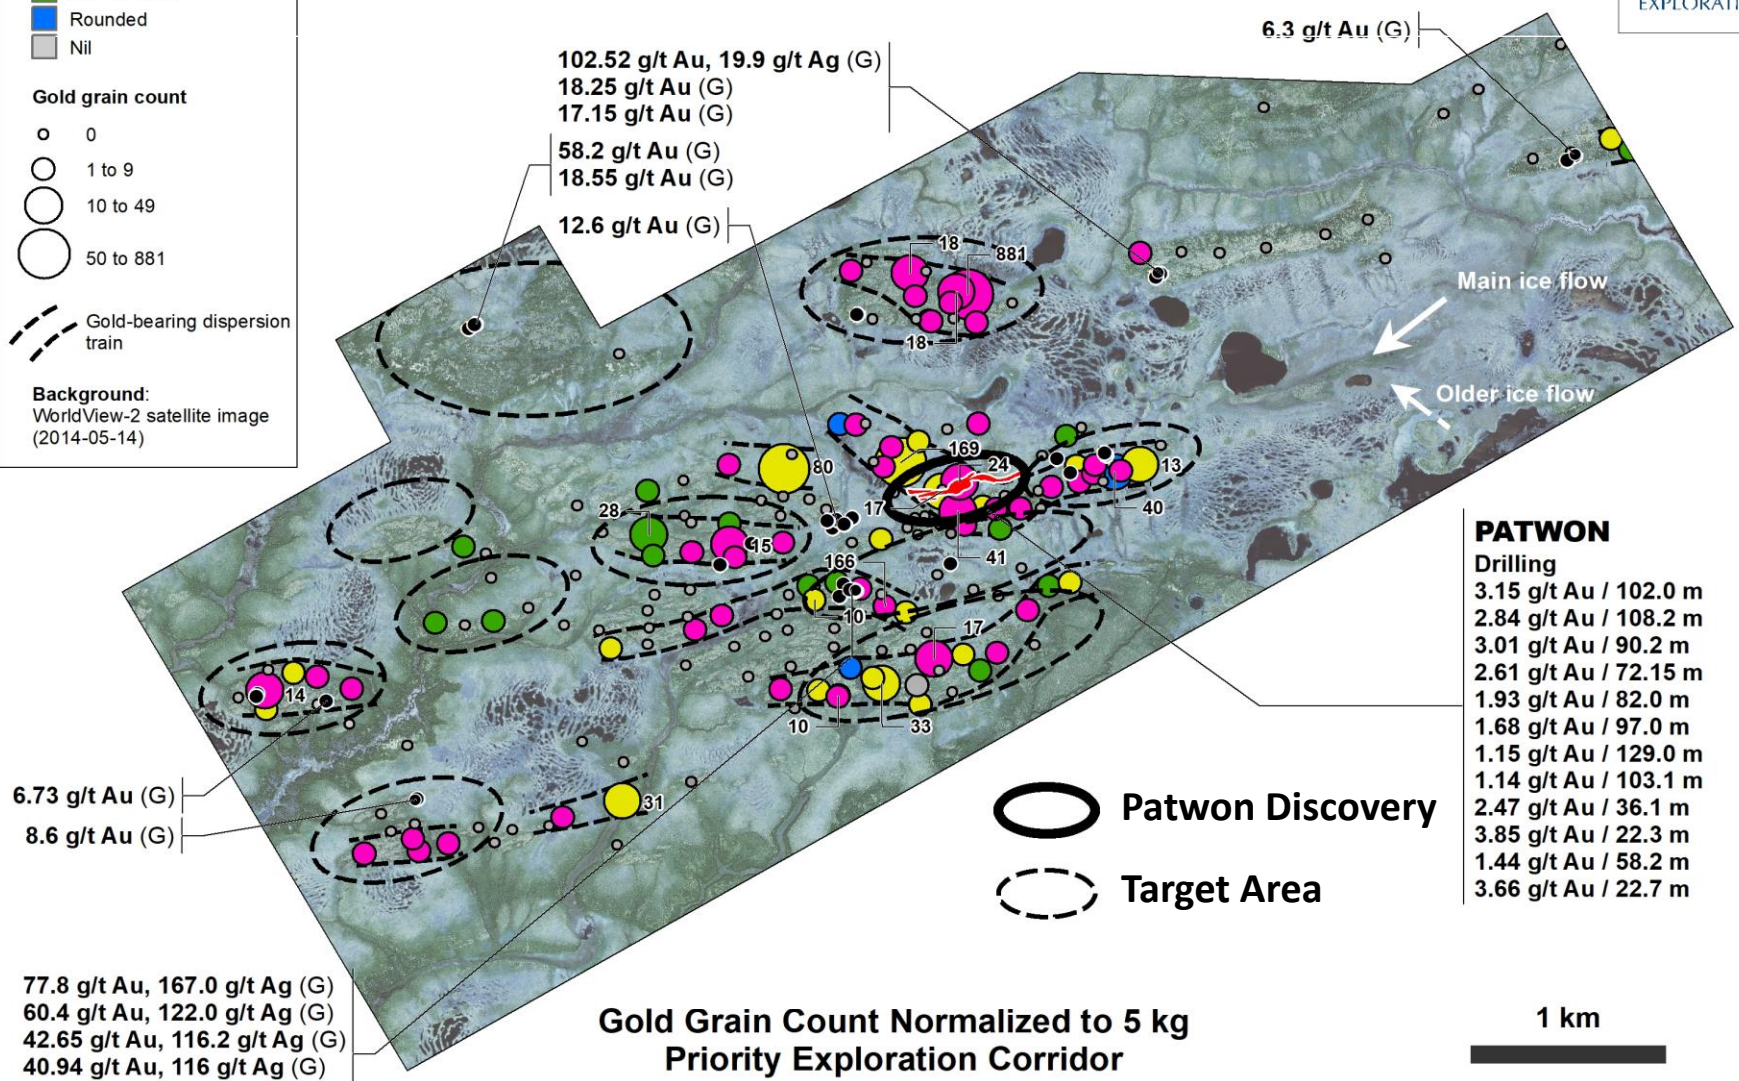 Rounded
Nil
Gold grain count
0
1 to 9
10 to 49
50 to 881
Gold-bearing dispersion
train
Background:
WorldView-2 satellite image
(2014-05-14)
102.52 g/t Au, 19.9 g/t Ag (G)
18.25 g/t Au (G)
17.15 g/t Au (G)
58.2 g/t Au (G)
18.55 g/t Au (G)
12.6 g/t Au (G)
6.3 g/t Au (G)
18
881
18
Main ice flow
Older ice flow
80
169
24
13
17
40
28
15
41
166
10
17
14
10
33
31
6.73 g/t Au (G)
8.6 g/t Au (G)
PATWON
Drilling
3.15 g/t Au / 102.0 m
2.84 g/t Au / 108.2 m
3.01 g/t Au / 90.2 m
2.61 g/t Au / 72.15 m
1.93 g/t Au / 82.0 m
1.68 g/t Au / 97.0 m
1.15 g/t Au / 129.0 m
1.14 g/t Au / 103.1 m
2.47 g/t Au / 36.1 m
3.85 g/t Au / 22.3 m
1.44 g/t Au / 58.2 m
3.66 g/t Au / 22.7 m
Patwon Discovery
Target Area
77.8 g/t Au, 167.0 g/t Ag (G)
60.4 g/t Au, 122.0 g/t Ag (G)
42.65 g/t Au, 116.2 g/t Ag (G)
40.94 g/t Au, 116 g/t Ag (G)
Gold Grain Count Normalized to 5 kg
Priority Exploration Corridor
1 km